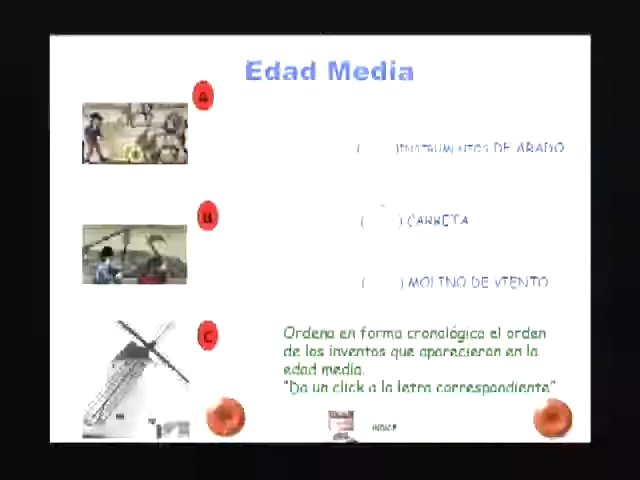 Edad Media
A
( ) INSTRUMENTOS DE ARADO
B
( ) CARRETA
( ) MOLINO DE VIENTO
C
Ordena en forma cronológica el orden
de los inventos que aparecieron en la
edad media.
"Da un click a la letra correspondiente"
INDICE